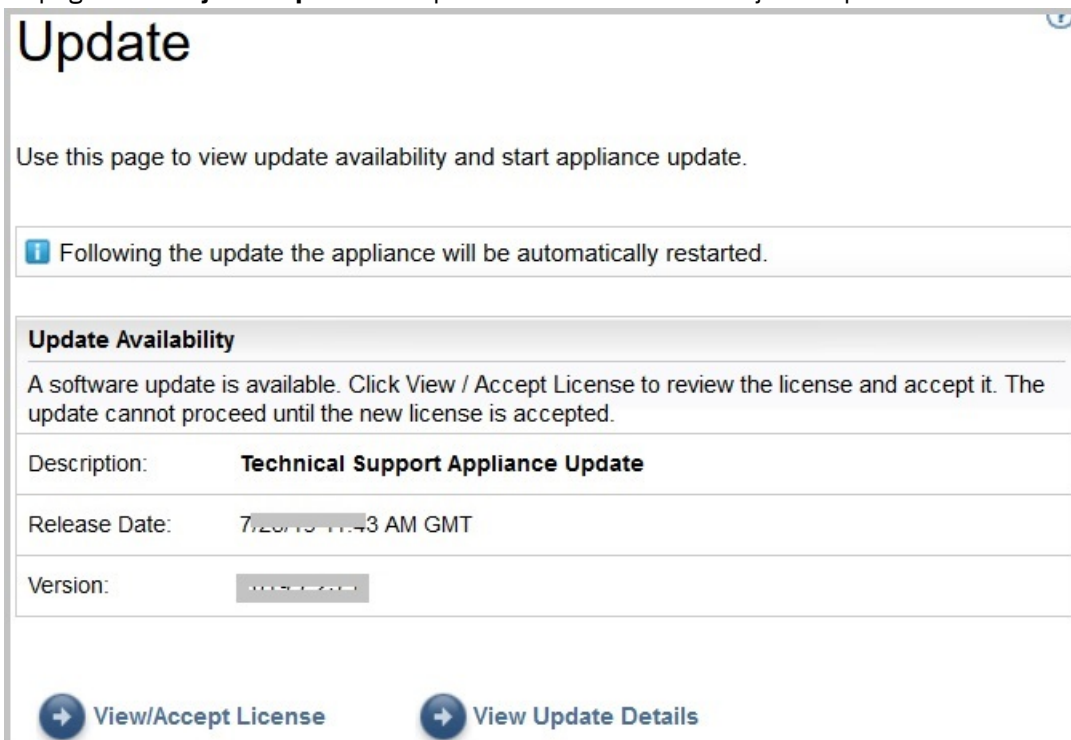 Update
Use this page to view update availability and start appliance update.
Following the update the appliance will be automatically restarted.
Update Availability
A software update is available. Click View / Accept License to review the license and accept it. The
update cannot proceed until the new license is accepted.
Description: Technical Support Appliance Update
Release Date: 3 AM GMT
Version:
View/Accept License View Update Details